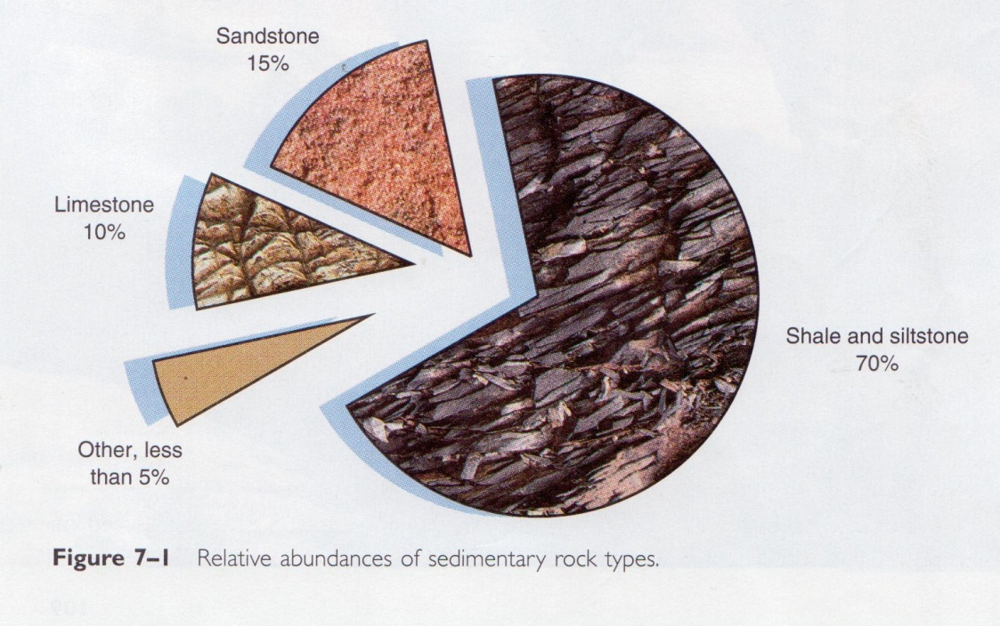 Sandstone
15%
Limestone
10%
Shale and siltstone
70%
Other, less
than 5%
Figure 7–1 Relative abundances of sedimentary rock types.